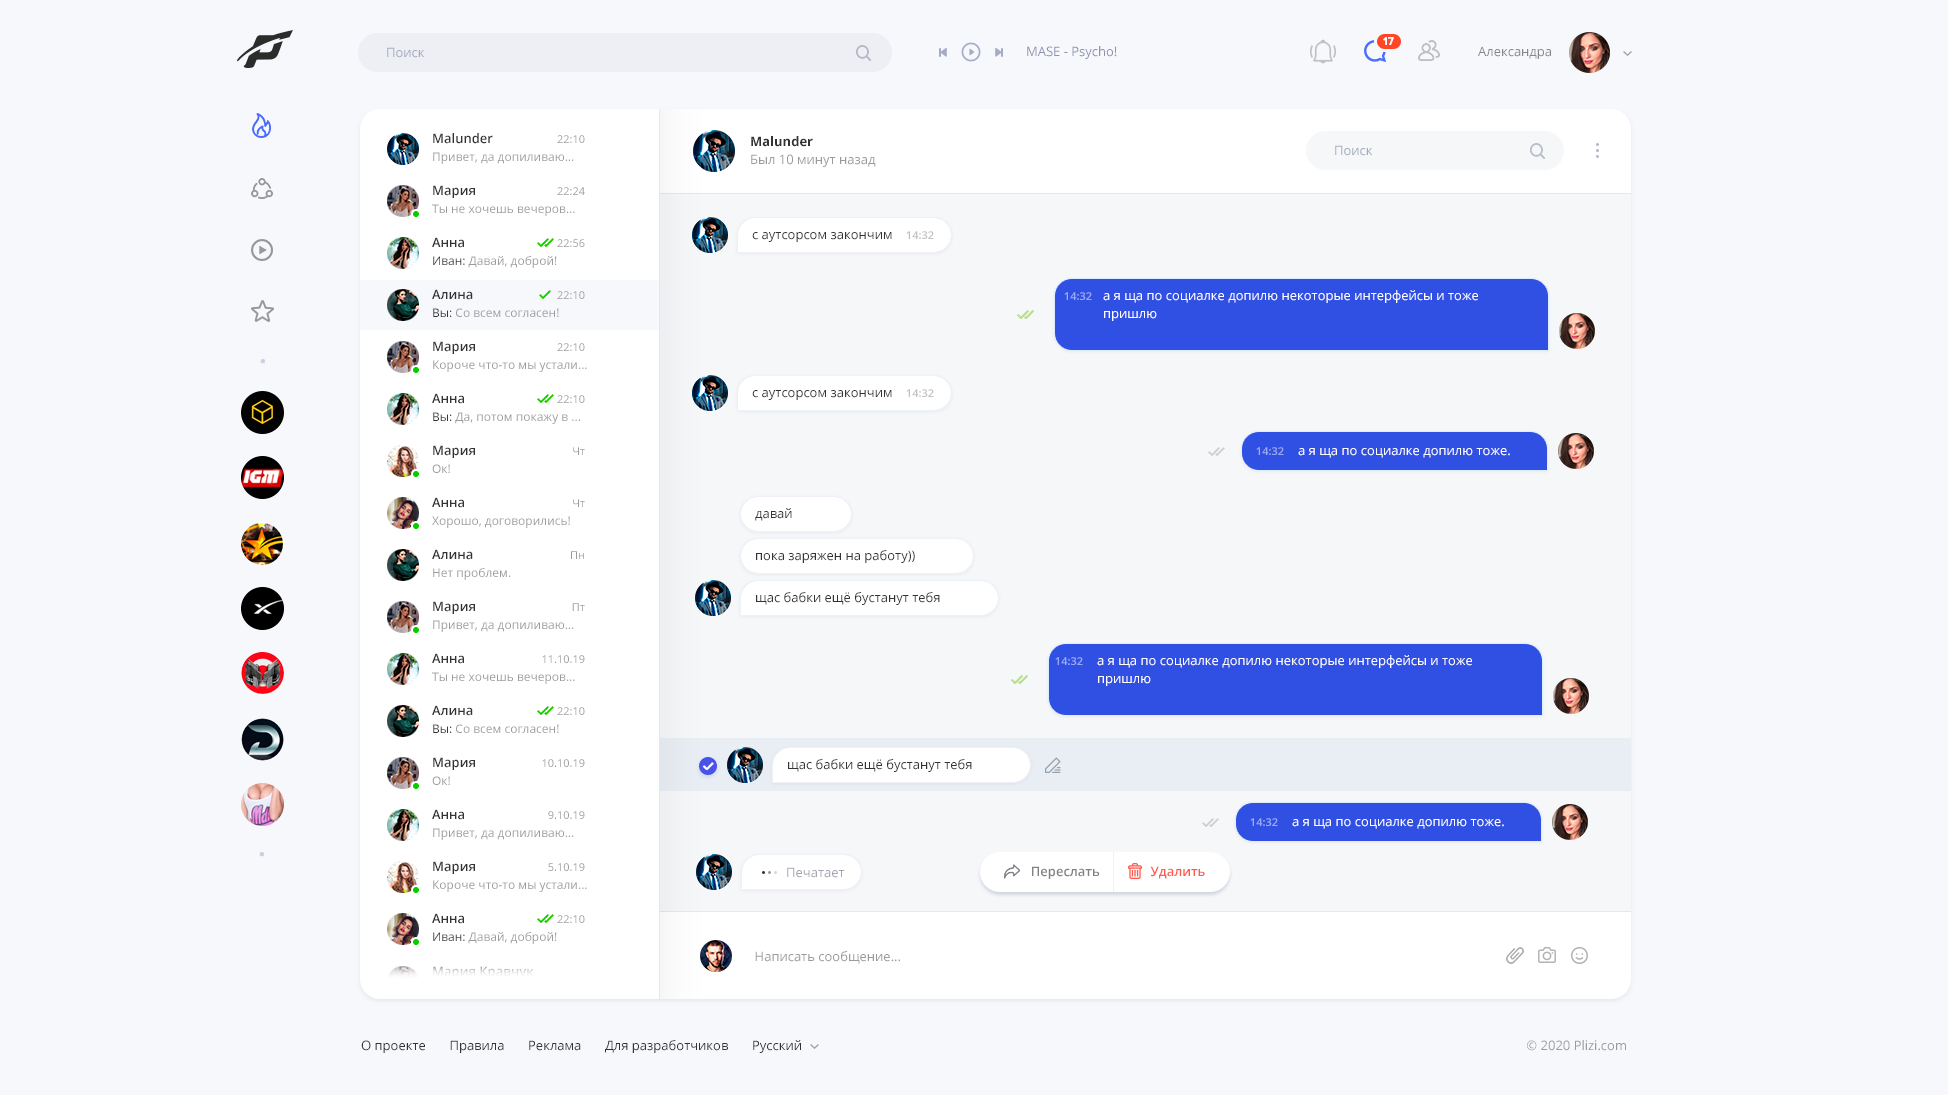 Поиск
MASE - Psycho!
17
Александра
Malunder 22:10
Привет, да допиливаю...
Мария 22:24
Ты не хочешь вечеров...
Анна 22:56
Иван: Давай, доброй!
Алина 22:10
Вы: Со всем согласен!
Мария 22:10
Короче что-то мы устали...
Анна 22:10
Вы: Да, потом покажу в ...
Мария Чт
Ок!
Анна Чт
Хорошо, договорились!
Алина Пн
Нет проблем.
Мария Пт
Привет, да допиливаю...
Анна 11.10.19
Ты не хочешь вечеров...
Алина 22:10
Вы: Со всем согласен!
Мария 10.10.19
Ок!
Анна 9.10.19
Привет, да допиливаю...
Мария 5.10.19
Короче что-то мы устали...
Анна 22:10
Иван: Давай, доброй!
Мария Кравчук
IGM
Malunder
Был 10 минут назад
Поиск
с аутсорсом закончим 14:32
14:32 а я ща по социалке допилю некоторые интерфейсы и тоже
пришлю
с аутсорсом закончим 14:32
14:32 а я ща по социалке допилю тоже.
давай
пока заряжен на работу))
щас бабки ещё бустанут тебя
14:32 а я ща по социалке допилю некоторые интерфейсы и тоже
пришлю
щас бабки ещё бустанут тебя
14:32 а я ща по социалке допилю тоже.
Печатает
Переслать
Удалить
Написать сообщение...
О проекте
Правила
Реклама
Для разработчиков
Русский
© 2020 Plizi.com